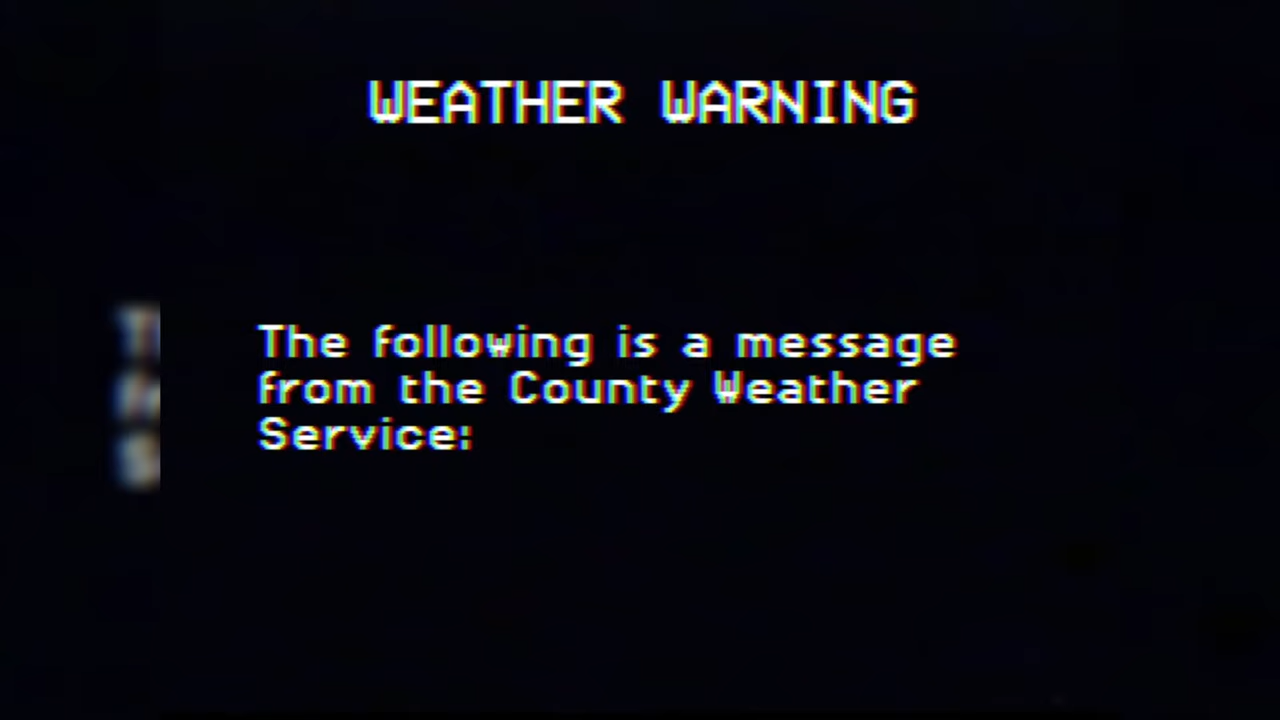 WEATHER WARNING
The following is a message
from the County Weather
Service: